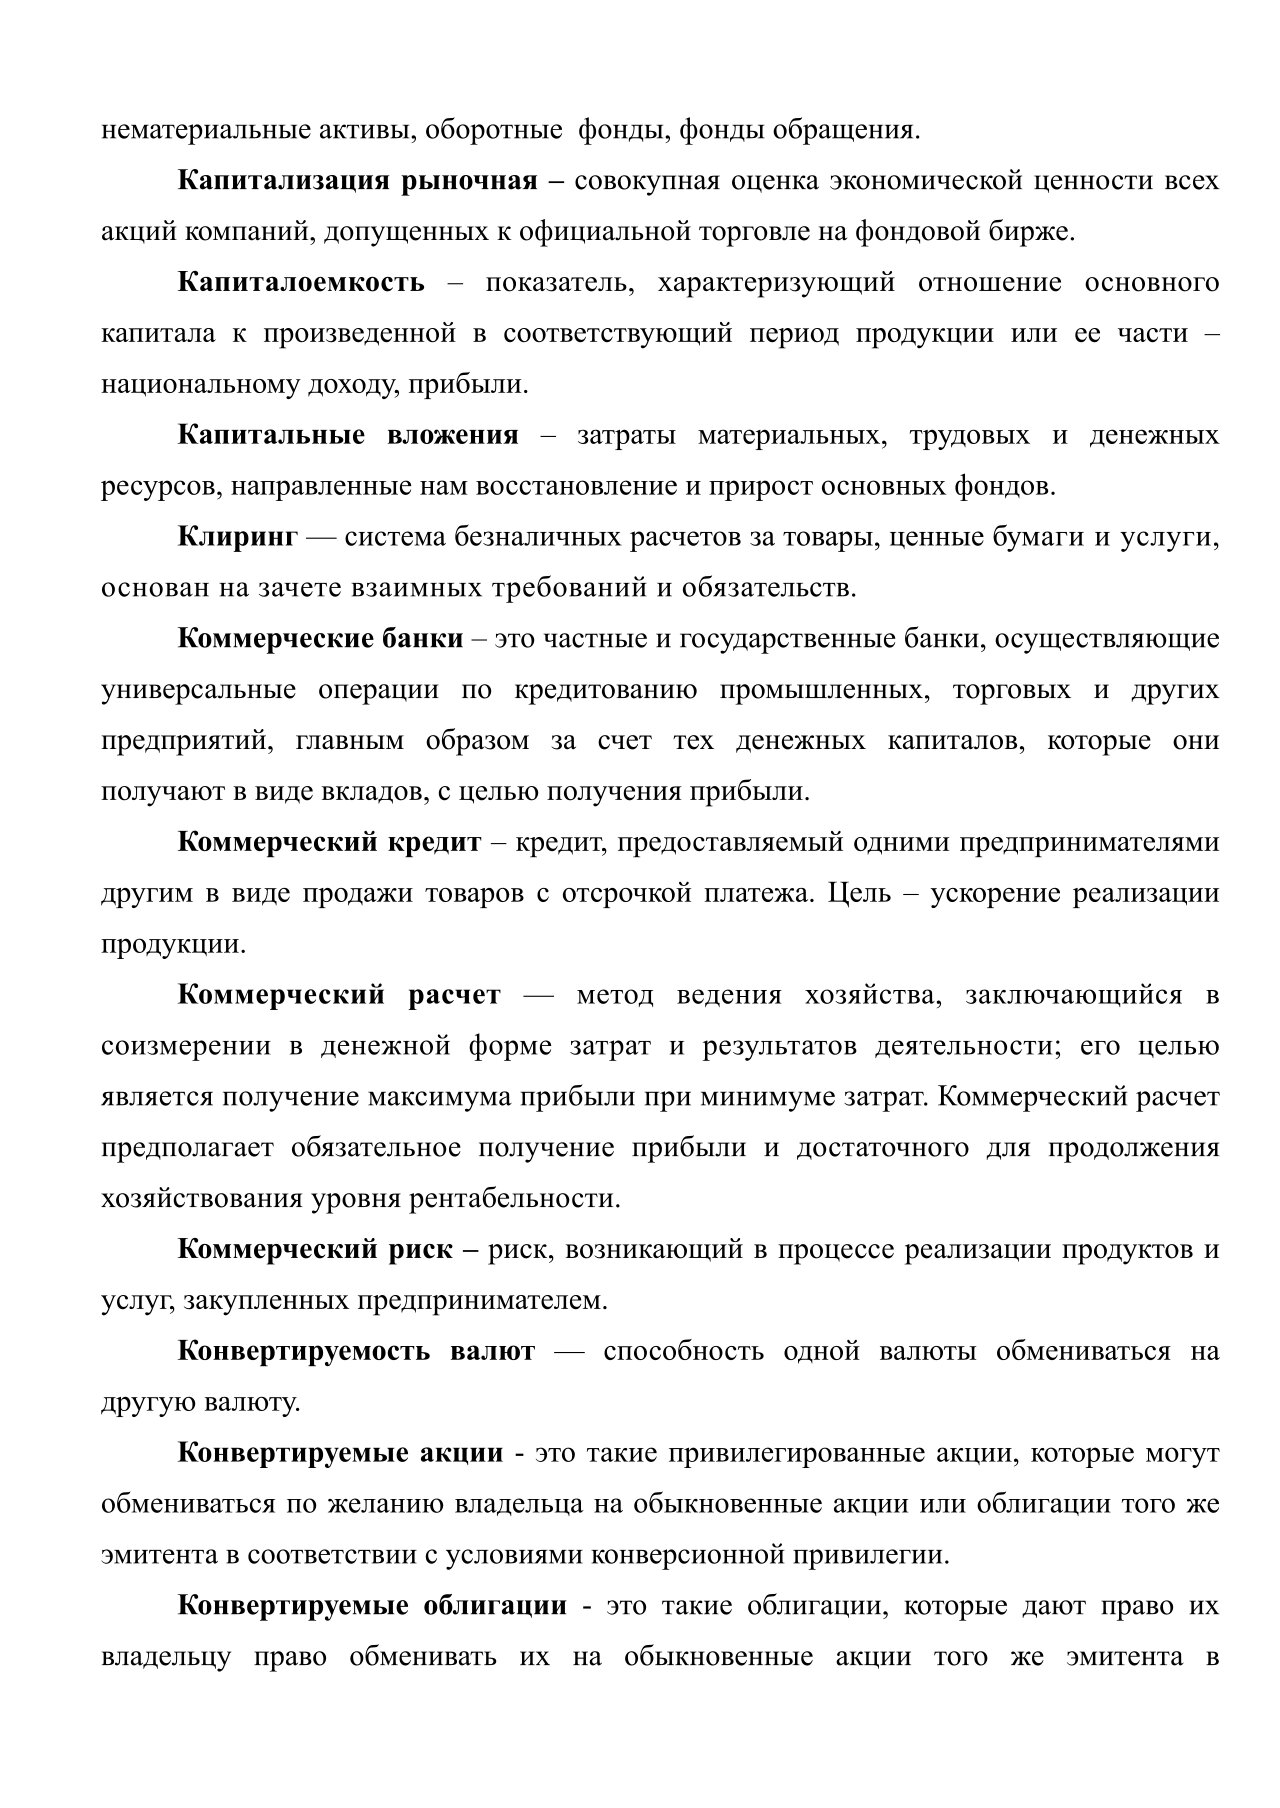 нематериальные активы, оборотные  фонды, фонды обращения.
Капитализация рыночная – совокупная оценка экономической ценности всех
акций компаний, допущенных к официальной торговле на фондовой бирже.
Капиталоемкость – показатель, характеризующий отношение основного
капитала к произведенной в соответствующий период продукции или ее части –
национальному доходу, прибыли.
Капитальные вложения – затраты материальных, трудовых и денежных
ресурсов, направленные нам восстановление и прирост основных фондов.
Клиринг — система безналичных расчетов за товары, ценные бумаги и услуги,
основан на зачете взаимных требований и обязательств.
Коммерческие банки – это частные и государственные банки, осуществляющие
универсальные операции по кредитованию промышленных, торговых и других
предприятий, главным образом за счет тех денежных капиталов, которые они
получают в виде вкладов, с целью получения прибыли.
Коммерческий кредит – кредит, предоставляемый одними предпринимателями
другим в виде продажи товаров с отсрочкой платежа. Цель – ускорение реализации
продукции.
Коммерческий расчет — метод ведения хозяйства, заключающийся в
соизмерении в денежной форме затрат и результатов деятельности; его целью
является получение максимума прибыли при минимуме затрат. Коммерческий расчет
предполагает обязательное получение прибыли и достаточного для продолжения
хозяйствования уровня рентабельности.
Коммерческий риск – риск, возникающий в процессе реализации продуктов и
услуг, закупленных предпринимателем.
Конвертируемость валют — способность одной валюты обмениваться на
другую валюту.
Конвертируемые акции - это такие привилегированные акции, которые могут
обмениваться по желанию владельца на обыкновенные акции или облигации того же
эмитента в соответствии с условиями конверсионной привилегии.
Конвертируемые облигации - это такие облигации, которые дают право их
владельцу право обменивать их на обыкновенные акции того же эмитента в